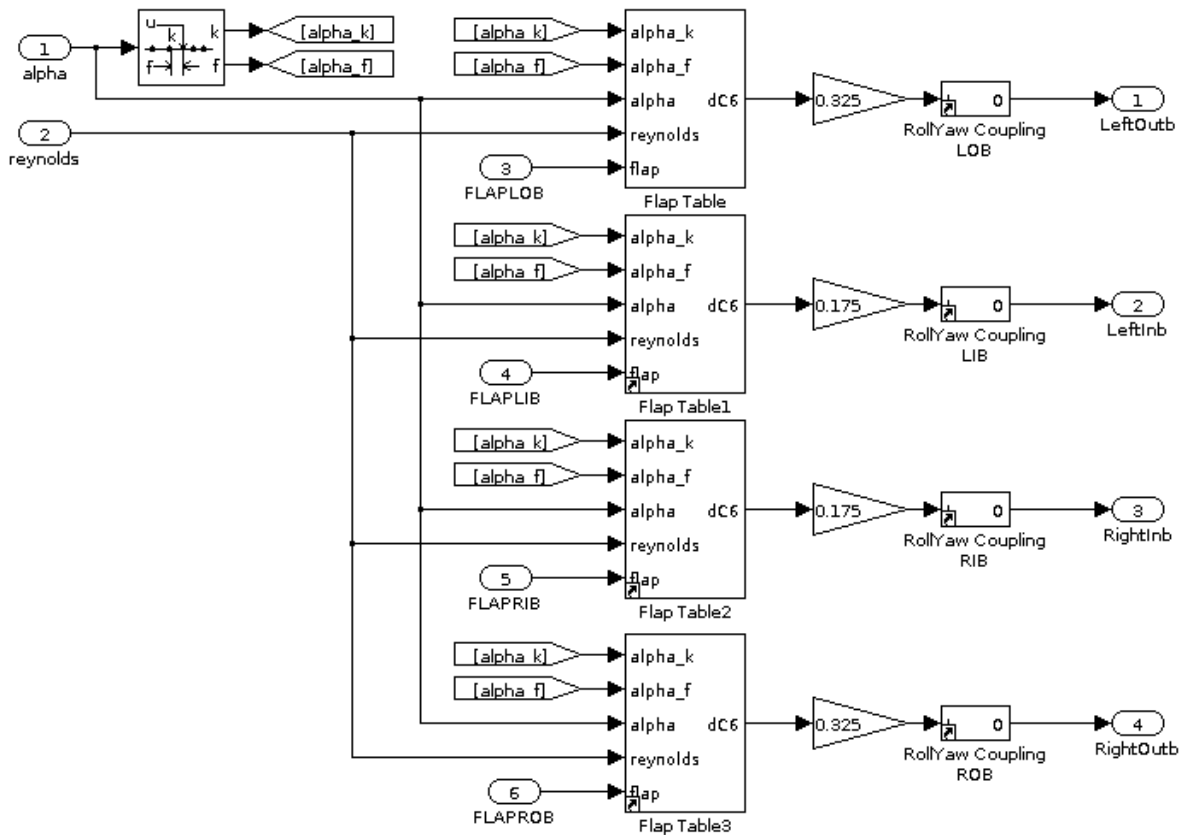 1
alpha
u
k
f
k
f
[alpha_k]
[alpha_f]
2
reynolds
[alpha_k]
[alpha_f]
alpha_k
alpha_f
alpha
reynolds
flap
dC6
3
FLAPLOB
Flap Table
0.325
0
RollYaw Coupling
LOB
1
LeftOutb
[alpha_k]
[alpha_f]
alpha_k
alpha_f
alpha
reynolds
flap
dC6
4
FLAPLIB
Flap Table1
0.175
0
RollYaw Coupling
LIB
2
LeftInb
[alpha_k]
[alpha_f]
alpha_k
alpha_f
alpha
reynolds
flap
dC6
5
FLAPRIB
Flap Table2
0.175
0
RollYaw Coupling
RIB
3
RightInb
[alpha_k]
[alpha_f]
alpha_k
alpha_f
alpha
reynolds
flap
dC6
6
FLAPROB
Flap Table3
0.325
0
RollYaw Coupling
ROB
4
RightOutb